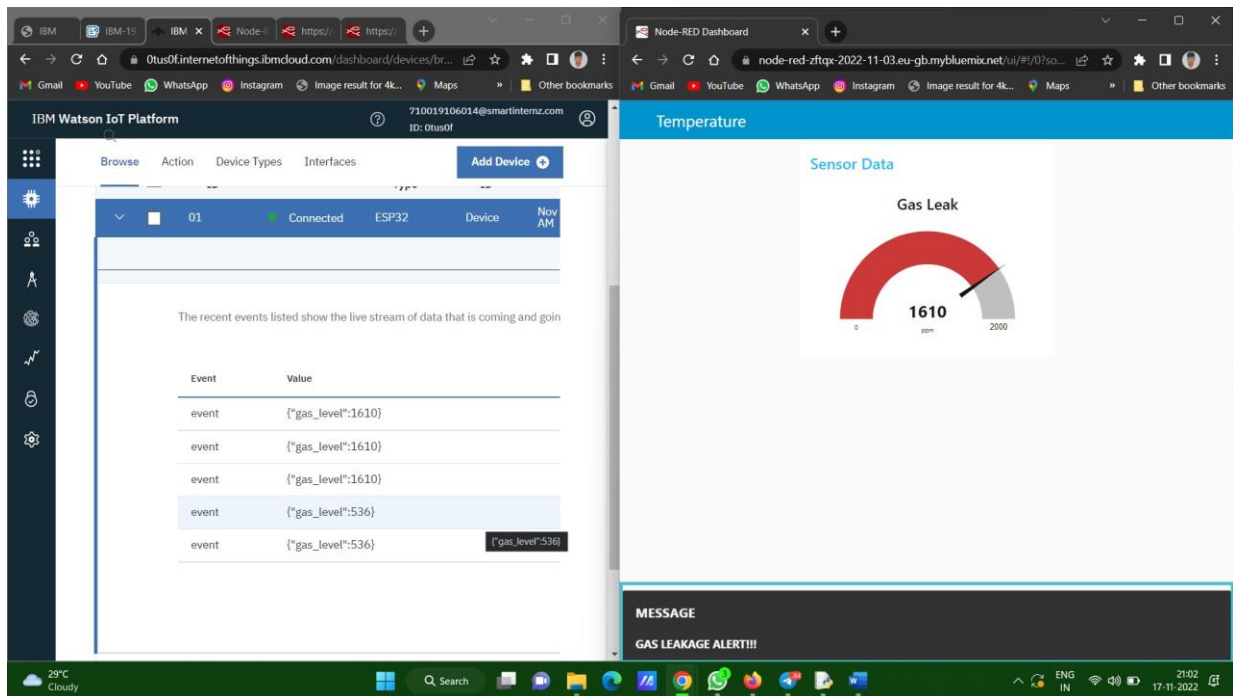 IBM
IBM-19
IBM
Node-
https://
https://
0tus0f.internetofthings.ibmcloud.com/dashboard/devices/br...
Gmail YouTube WhatsApp Instagram Image result for 4k... Maps » Other bookmarks
IBM Watson IoT Platform
710019106014@smartinternz.com
ID: 0tus0f
Browse Action Device Types Interfaces Add Device
01 Connected ESP32 Device Nov
AM
The recent events listed show the live stream of data that is coming and goin
Event Value
event {"gas_level":1610}
event {"gas_level":1610}
event {"gas_level":1610}
event {"gas_level":536}
event {"gas_level":536}
{"gas_level":536}
Node-RED Dashboard
node-red-zftqx-2022-11-03.eu-gb.mybluemix.net/ui/#!/0?so...
Gmail YouTube WhatsApp Instagram Image result for 4k... Maps » Other bookmarks
Temperature
Sensor Data
Gas Leak
1610
0 ppm 2000
MESSAGE
GAS LEAKAGE ALERT!!!
29°C
Cloudy
Search
ENG
IN
21:02
17-11-2022